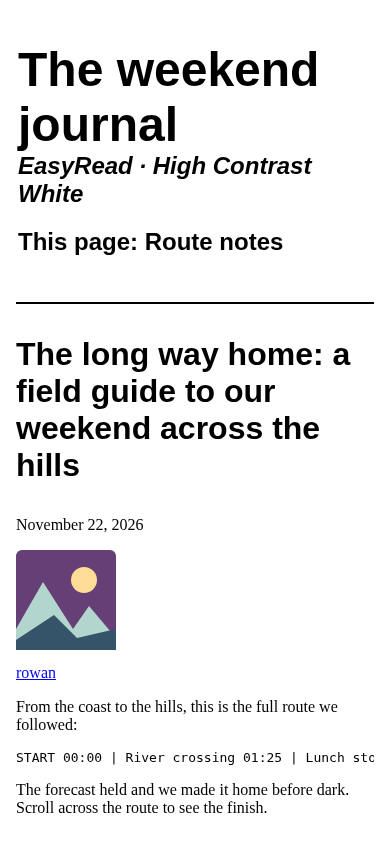 The weekend
journal
EasyRead · High Contrast
White
This page: Route notes
The long way home: a
field guide to our
weekend across the
hills
November 22, 2026
rowan
From the coast to the hills, this is the full route we
followed:
START 00:00 | River crossing 01:25 | Lunch sto
The forecast held and we made it home before dark.
Scroll across the route to see the finish.